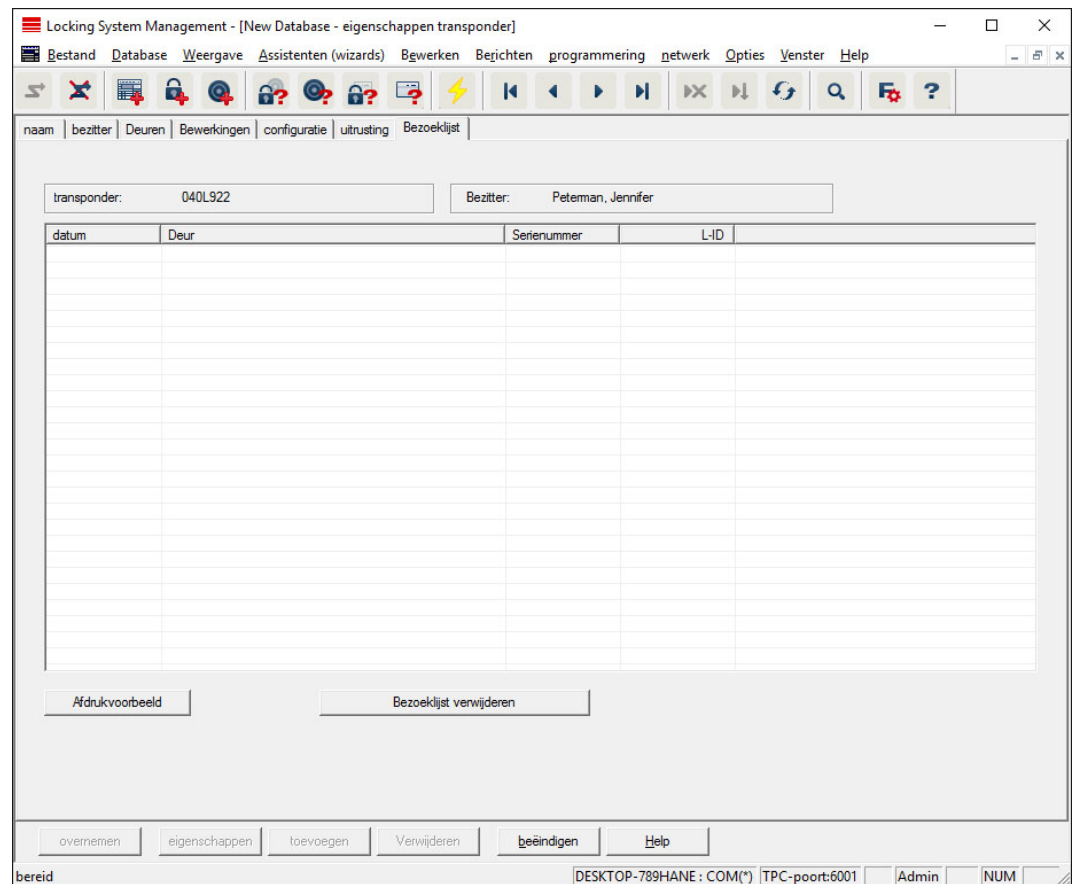 Locking System Management - [New Database - eigenschappen transponder]
Bestand Database Weergave Assistenten (wizards) Bewerken Berichten programmering netwerk Opties Venster Help
naam bezitter Deuren Bewerkingen configuratie uitrusting Bezoeklijst
transponder: 040L922 Bezitter: Peterman, Jennifer
datum Deur Serienummer L-ID
Afdrukvoorbeeld Bezoeklijst verwijderen
overnemen eigenschappen toevoegen Verwijderen beëindigen Help
bereid DESKTOP-789HANE : COM(*) TPC-poort:6001 Admin NUM